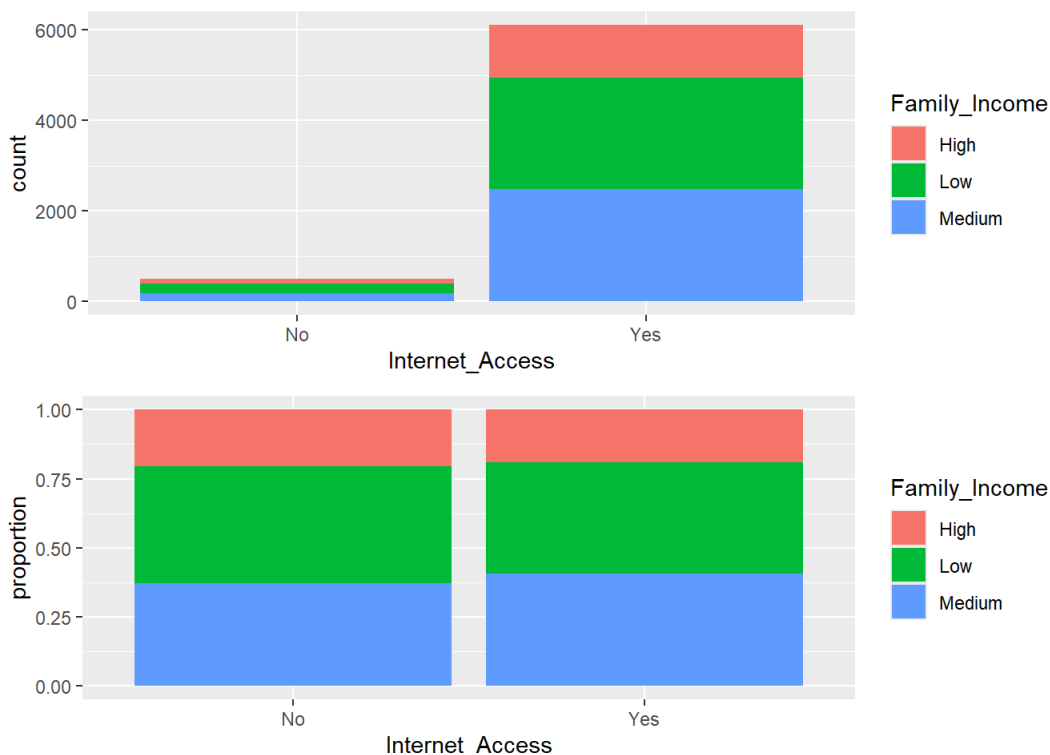 6000
4000
2000
0
count
No
Yes
Internet_Access
Family_Income
High
Low
Medium
1.00
0.75
0.50
0.25
0.00
proportion
No
Yes
Internet_Access
Family_Income
High
Low
Medium